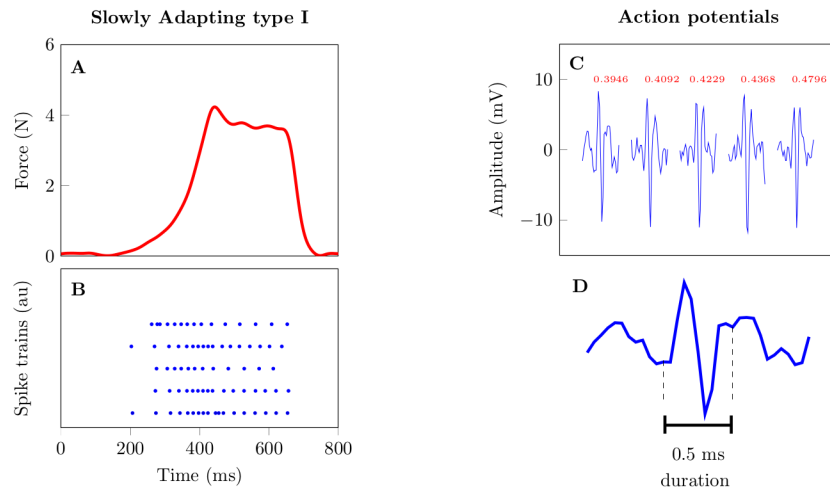 Slowly Adapting type I
Action potentials
A
6
4
2
0
Force (N)
B
Spike trains (au)
0 200 400 600 800
Time (ms)
C
0.3946 0.4092 0.4229 0.4368 0.4796
10
0
−10
Amplitude (mV)
D
0.5 ms
duration